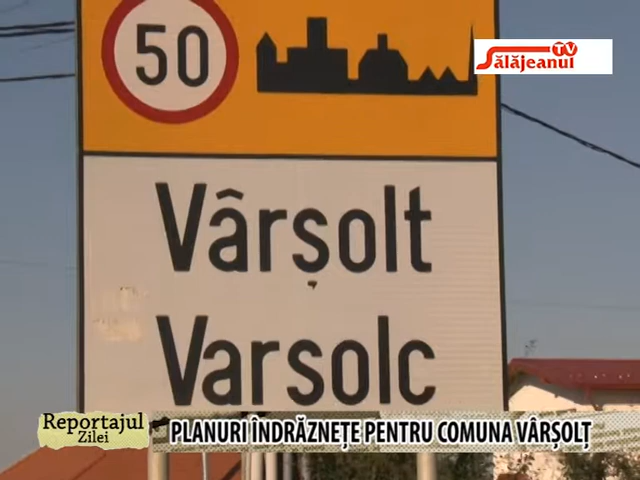 50
Sălăjeanul TV
Vârșolt
Varsolc
Reportajul
Zilei
PLANURI ÎNDRĂZNEȚE PENTRU COMUNA VÂRȘOLȚ